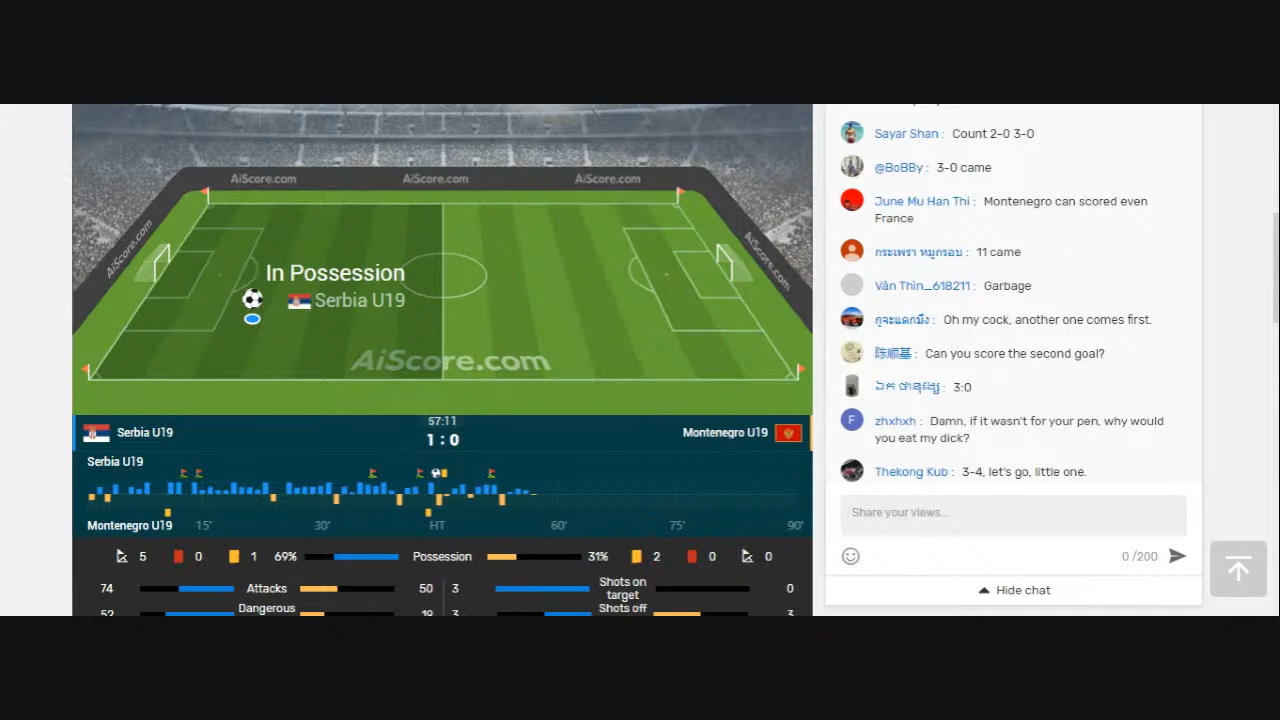 AiScore.com AiScore.com AiScore.com
AiScore.com
AiScore.com
In Possession
Serbia U19
AiScore.com
Serbia U19
57:11
1 : 0
Montenegro U19
Serbia U19
Montenegro U19 15' 30' HT 60' 75' 90'
5 0 1 69% Possession 31% 2 0 0
74 Attacks 50 3 Shots on target 0
52 Dangerous 19 Shots off 3
Sayar Shan : Count 2-0 3-0
@BoBBy : 3-0 came
June Mu Han Thi : Montenegro can scored even
France
กระเพรา หมูกรอบ : 11 came
Văn Thìn_618211 : Garbage
กูจะแดกมึง : Oh my cock, another one comes first.
陈顺基 : Can you score the second goal?
3:0
F
zhxhxh : Damn, if it wasn't for your pen, why would
you eat my dick?
Thekong Kub : 3-4, let's go, little one.
Share your views...
0 /200
Hide chat